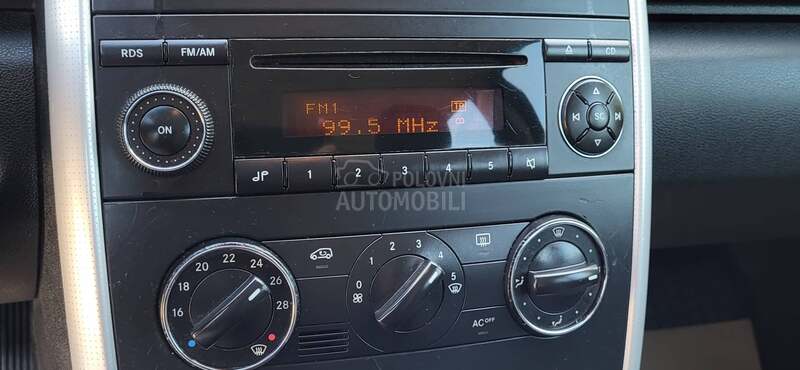 RDS FM/AM CD
FM1 TP
99.5 MHz 8
ON SC
1 2 3 4 5
POLOVNI
AUTOMOBILI
16 18 20 22 24 26 28
0 1 2 3 4 5
AC OFF